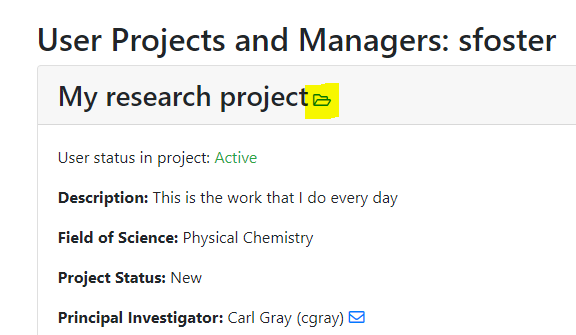 User Projects and Managers: sfoster
My research project
User status in project: Active
Description: This is the work that I do every day
Field of Science: Physical Chemistry
Project Status: New
Principal Investigator: Carl Gray (cgray)